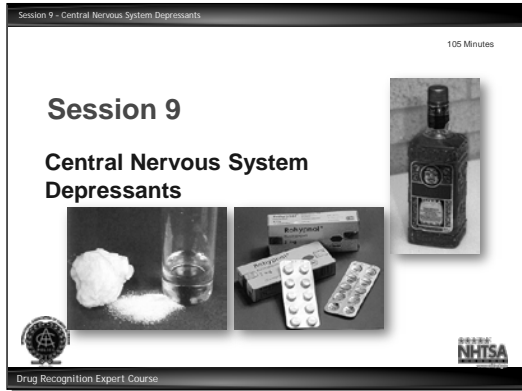 Session 9 - Central Nervous System Depressants
105 Minutes
Session 9
Central Nervous System
Depressants
Rohypnol
Rohypnol
NHTSA
Drug Recognition Expert Course